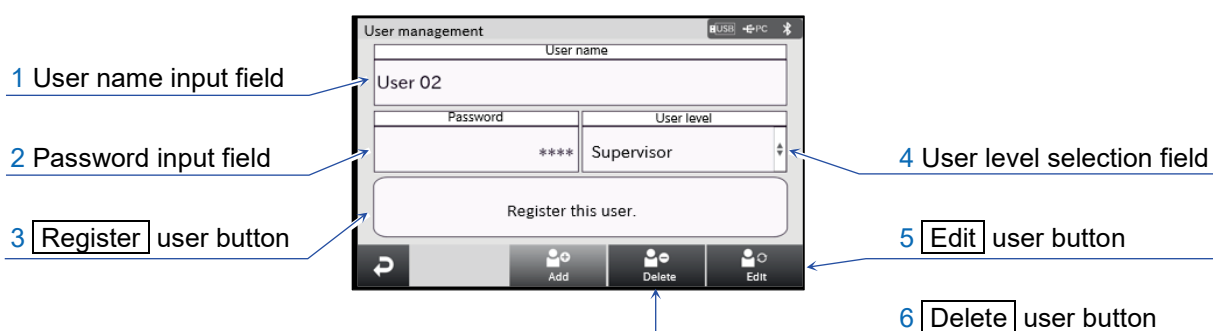 User management USB PC
User name
1 User name input field
User 02
Password User level
2 Password input field
**** Supervisor
4 User level selection field
Register this user.
3 Register user button
5 Edit user button
Add Delete Edit
6 Delete user button